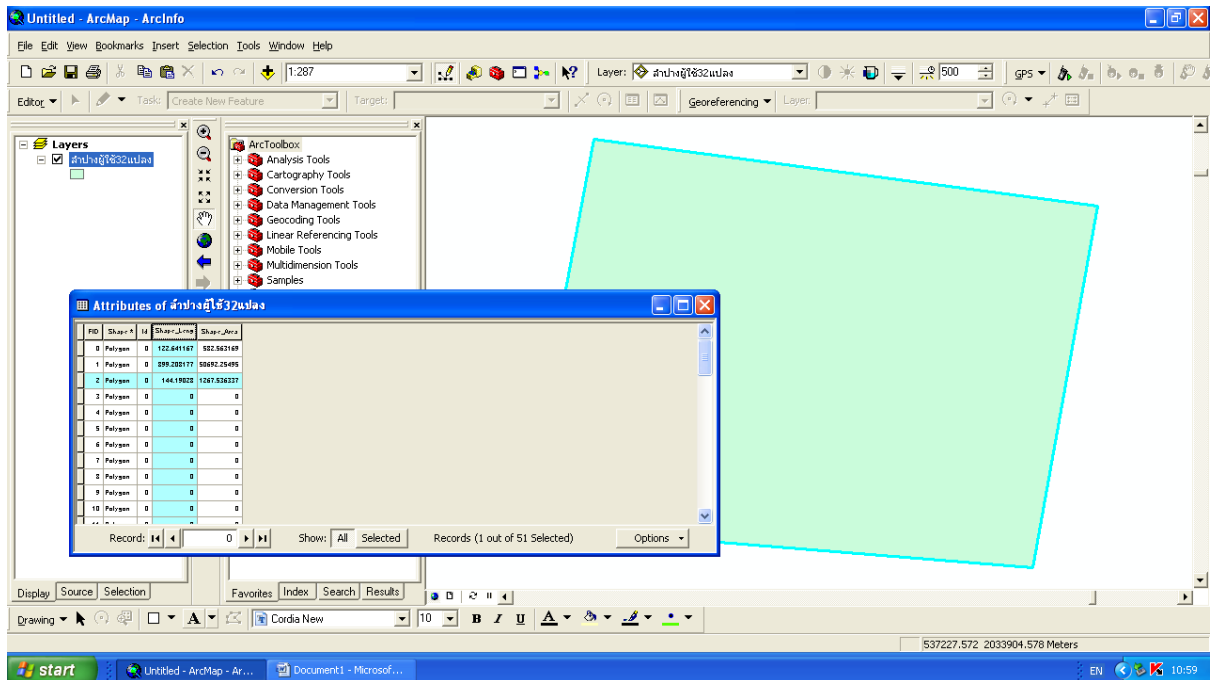 Untitled - ArcMap - ArcInfo
File Edit View Bookmarks Insert Selection Tools Window Help
1:287
Layer: ลำปางผู้ใช้32แปลง
500
GPS
Editor
Task: Create New Feature
Target:
Georeferencing
Layer:
Layers
ลำปางผู้ใช้32แปลง
ArcToolbox
Analysis Tools
Cartography Tools
Conversion Tools
Data Management Tools
Geocoding Tools
Linear Referencing Tools
Mobile Tools
Multidimension Tools
Samples
Attributes of ลำปางผู้ใช้32แปลง
FID Shape * Id Shape_Leng Shape_Area
0 Polygon 0 122.641167 582.563169
1 Polygon 0 899.208177 50692.25495
2 Polygon 0 144.19028 1267.536337
3 Polygon 0 0 0
4 Polygon 0 0 0
5 Polygon 0 0 0
6 Polygon 0 0 0
7 Polygon 0 0 0
8 Polygon 0 0 0
9 Polygon 0 0 0
10 Polygon 0 0 0
Record: 0 Show: All Selected Records (1 out of 51 Selected) Options
Display Source Selection
Favorites Index Search Results
Drawing A Cordia New 10 B I U A
537227.572 2033904.578 Meters
start Untitled - ArcMap - Ar... Document1 - Microsof... EN 10:59